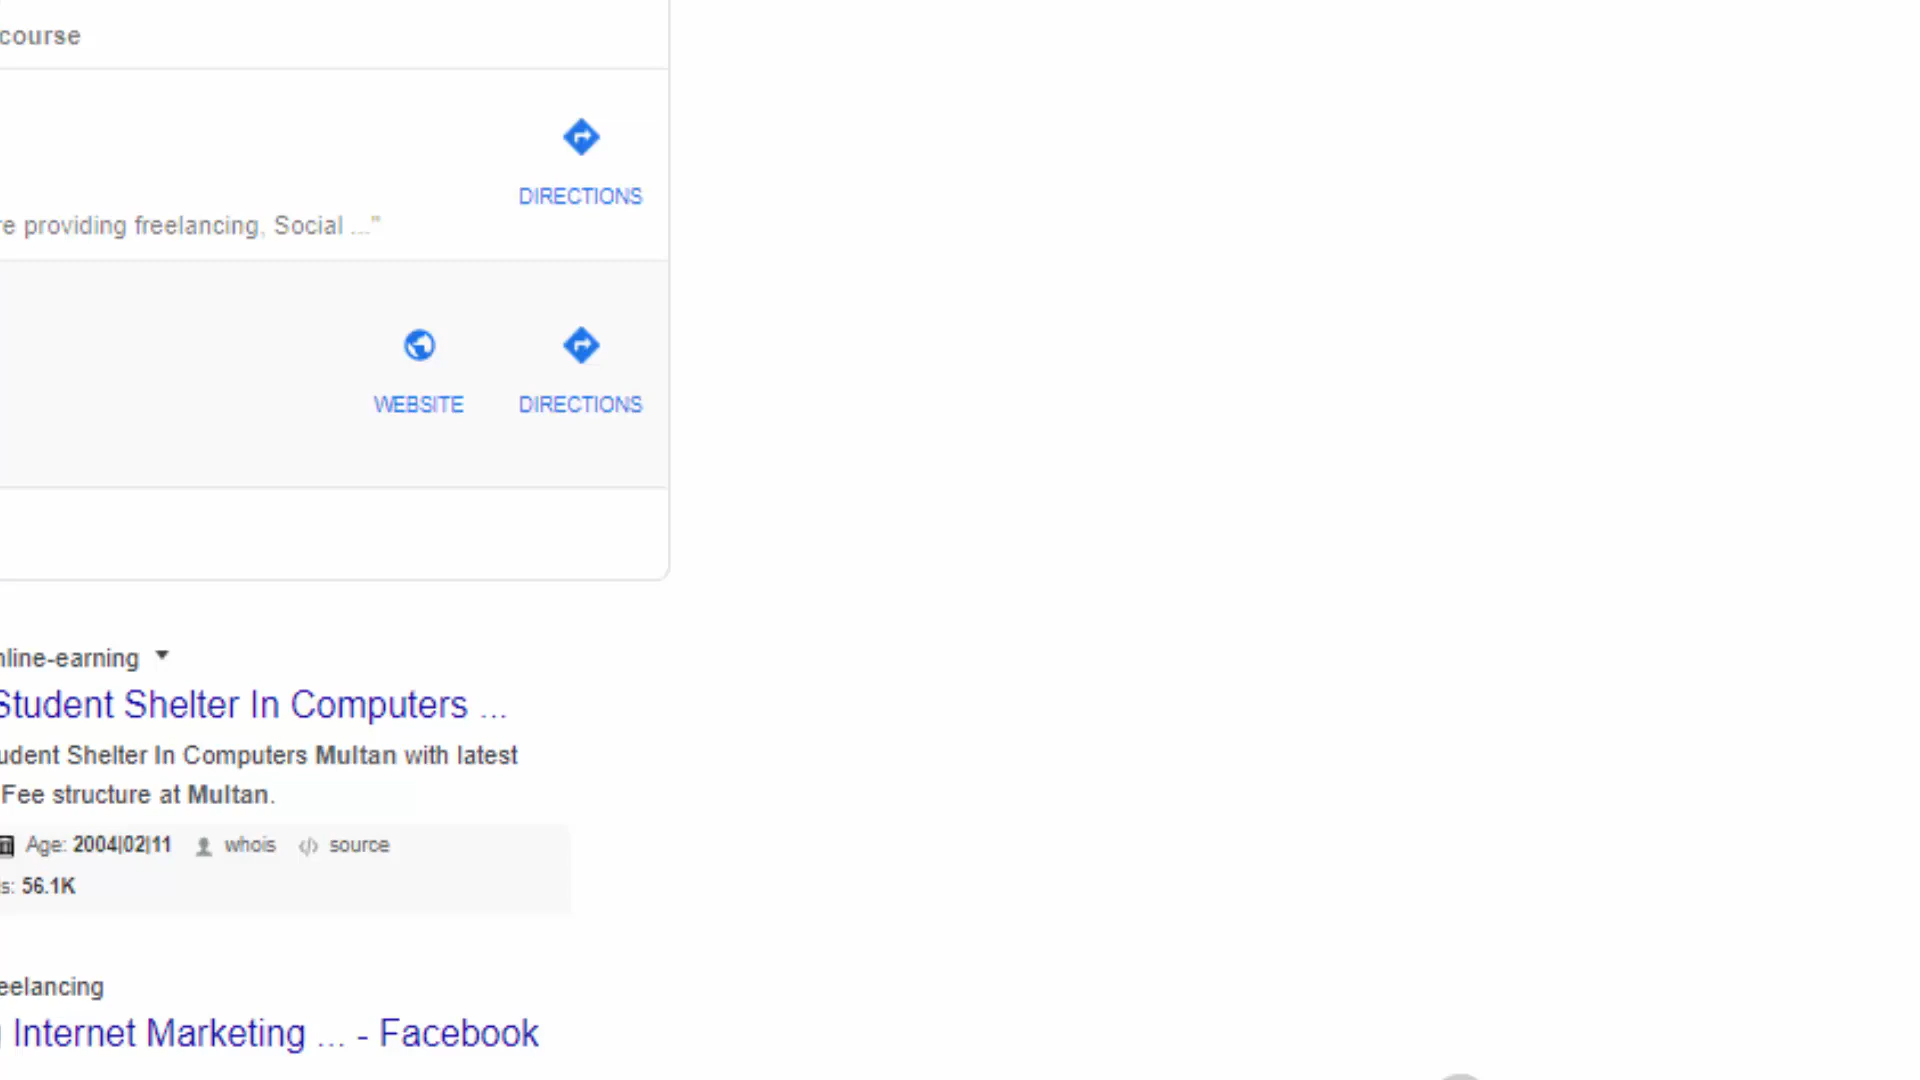 course
DIRECTIONS
providing freelancing, Social ..."
WEBSITE DIRECTIONS
nline-earning
Student Shelter In Computers ...
udent Shelter In Computers Multan with latest
Fee structure at Multan.
Age: 2004|02|11 whois source
s: 56.1K
eelancing
Internet Marketing ... - Facebook